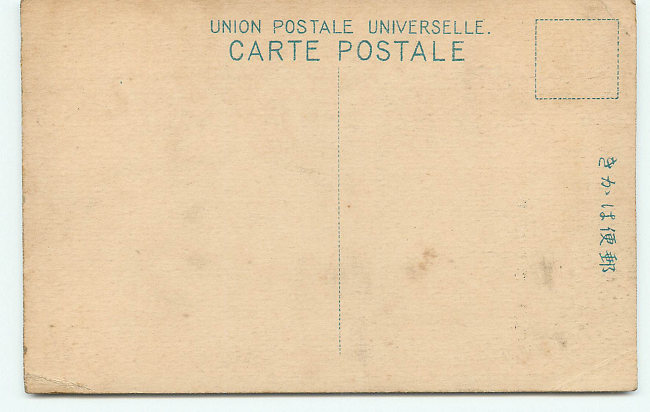 UNION POSTALE UNIVERSELLE.
CARTE POSTALE
きかは便郵